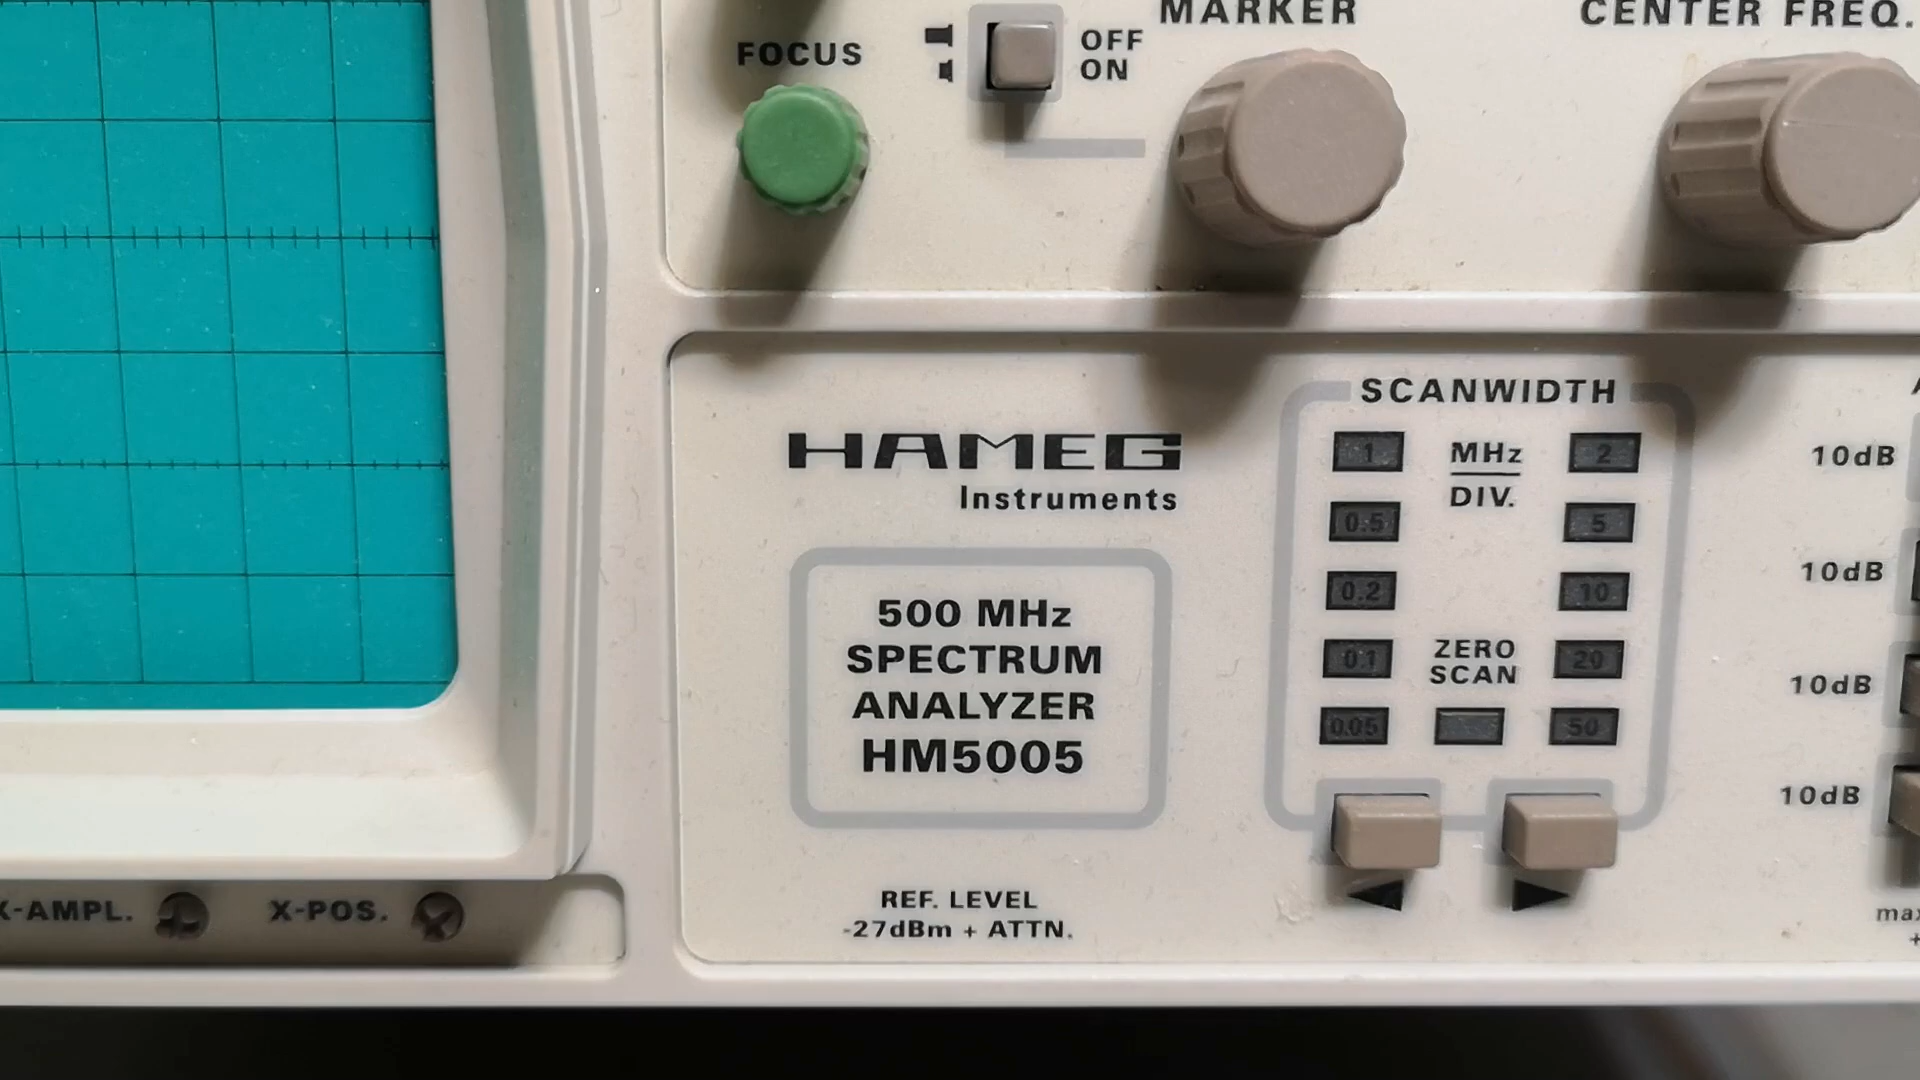 FOCUS
OFF
ON
MARKER
CENTER FREQ.
HAMEG
Instruments
500 MHz
SPECTRUM
ANALYZER
HM5005
REF. LEVEL
-27dBm + ATTN.
SCANWIDTH
1 MHz 2
DIV.
0.5 5
0.2 10
0.1 ZERO 20
SCAN
0.05 50
10dB
10dB
10dB
10dB
X-AMPL. X-POS.